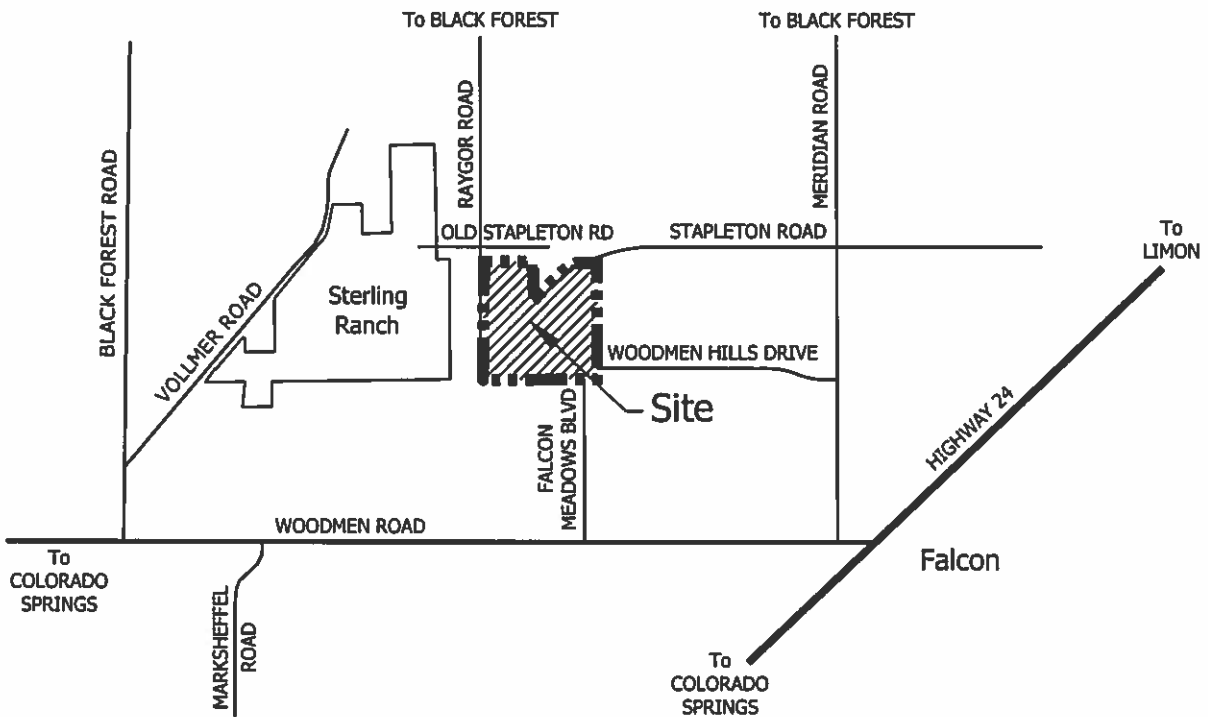 To BLACK FOREST
To BLACK FOREST
BLACK FOREST ROAD
RAYGOR ROAD
MERIDIAN ROAD
OLD STAPLETON RD
STAPLETON ROAD
To
LIMON
VOLLMER ROAD
Sterling
Ranch
WOODMEN HILLS DRIVE
Site
HIGHWAY 24
FALCON
MEADOWS BLVD
WOODMEN ROAD
To
COLORADO
SPRINGS
Falcon
MARKSHEFFEL
ROAD
To
COLORADO
SPRINGS